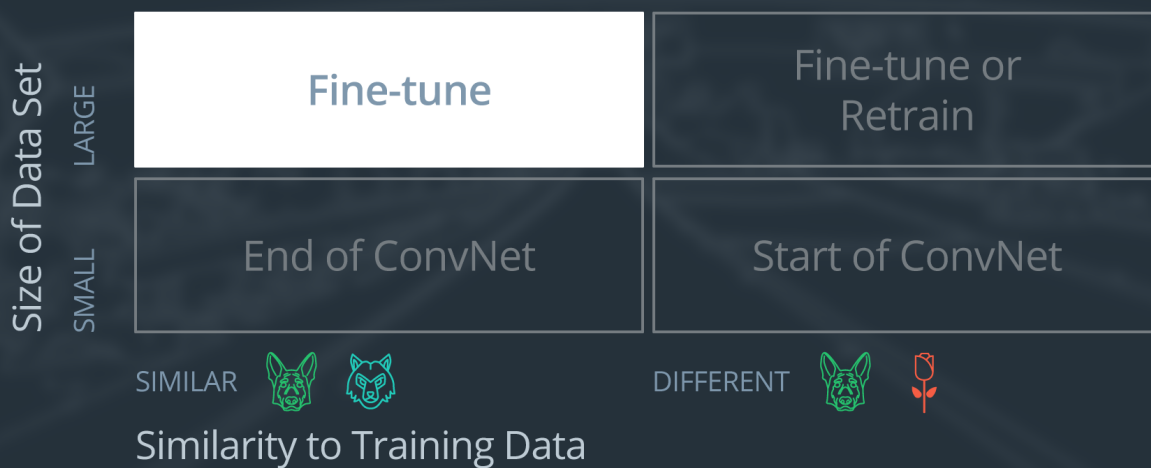 Size of Data Set
LARGE
Fine-tune
Fine-tune or
Retrain
SMALL
End of ConvNet
Start of ConvNet
SIMILAR
DIFFERENT
Similarity to Training Data